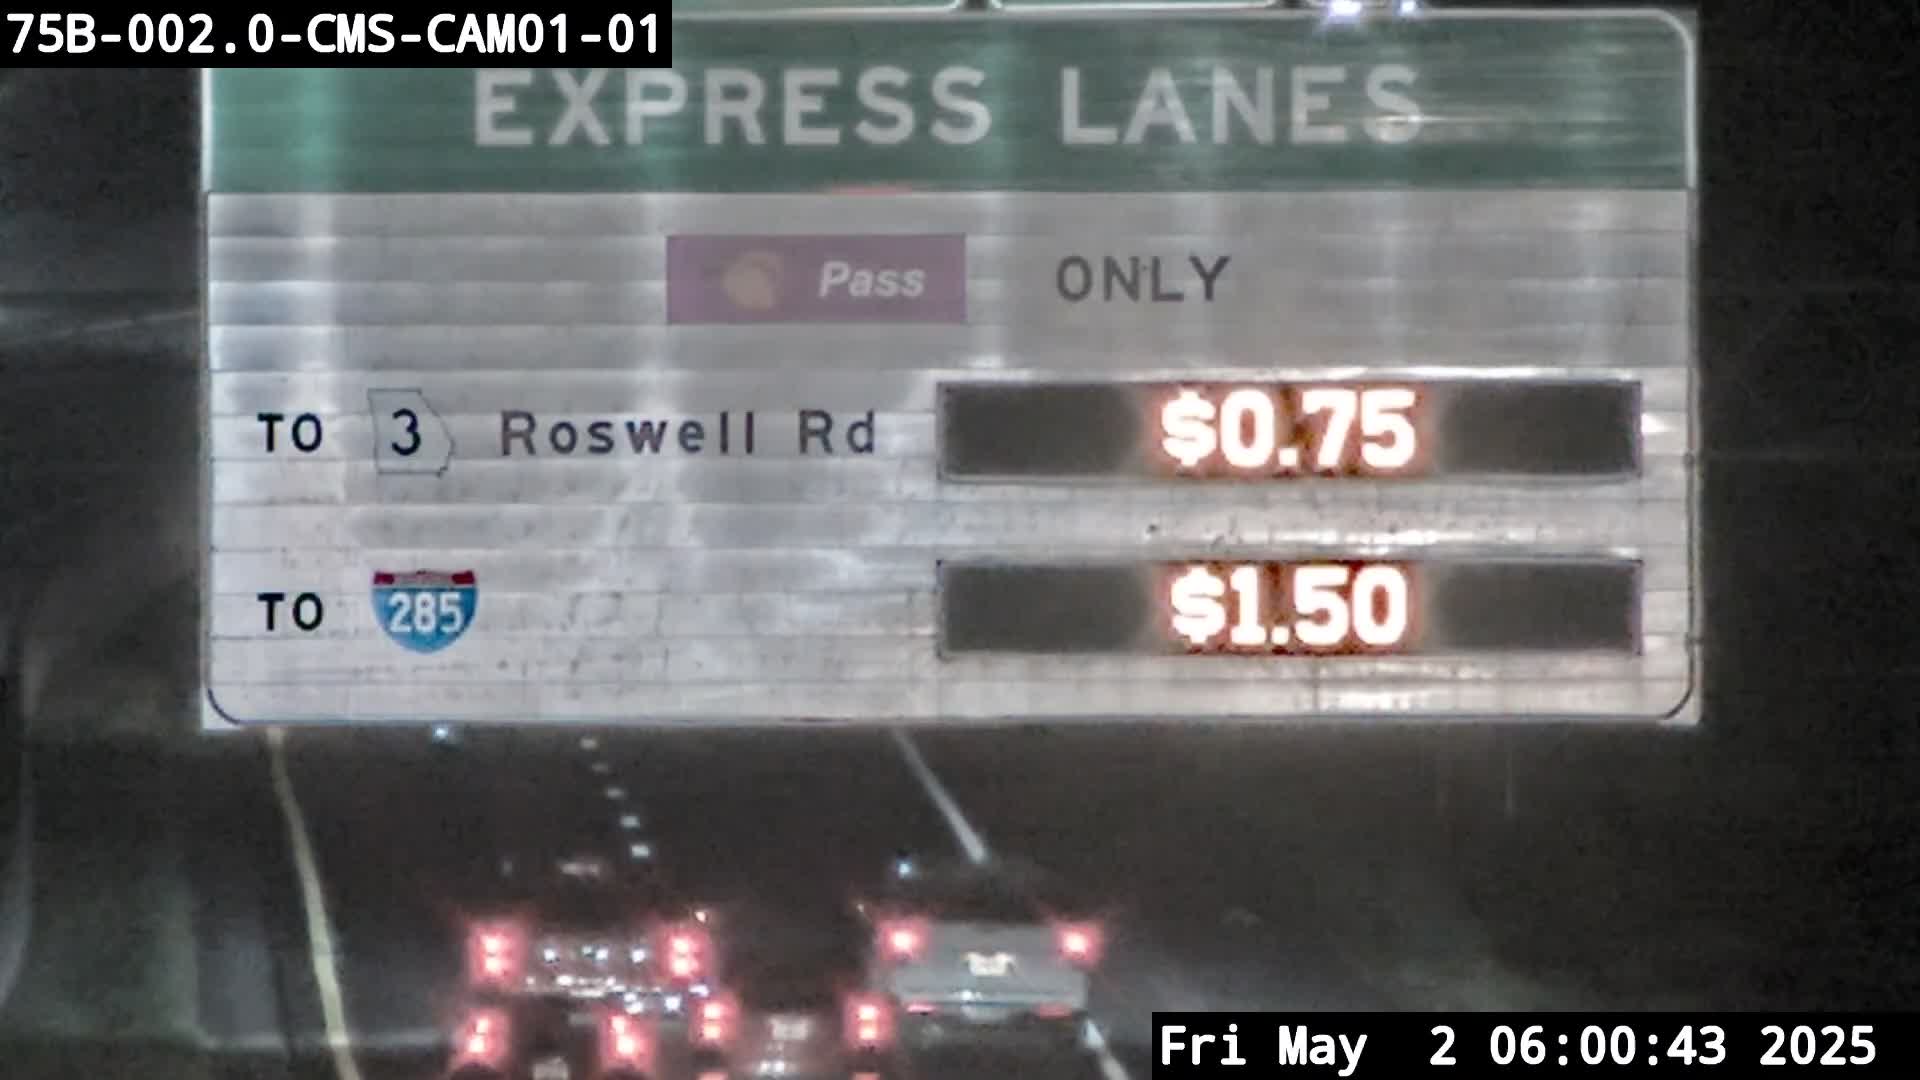 75B-002.0-CMS-CAM01-01
EXPRESS LANES
Pass ONLY
TO 3 Roswell Rd $0.75
TO 285 $1.50
Fri May 2 06:00:43 2025